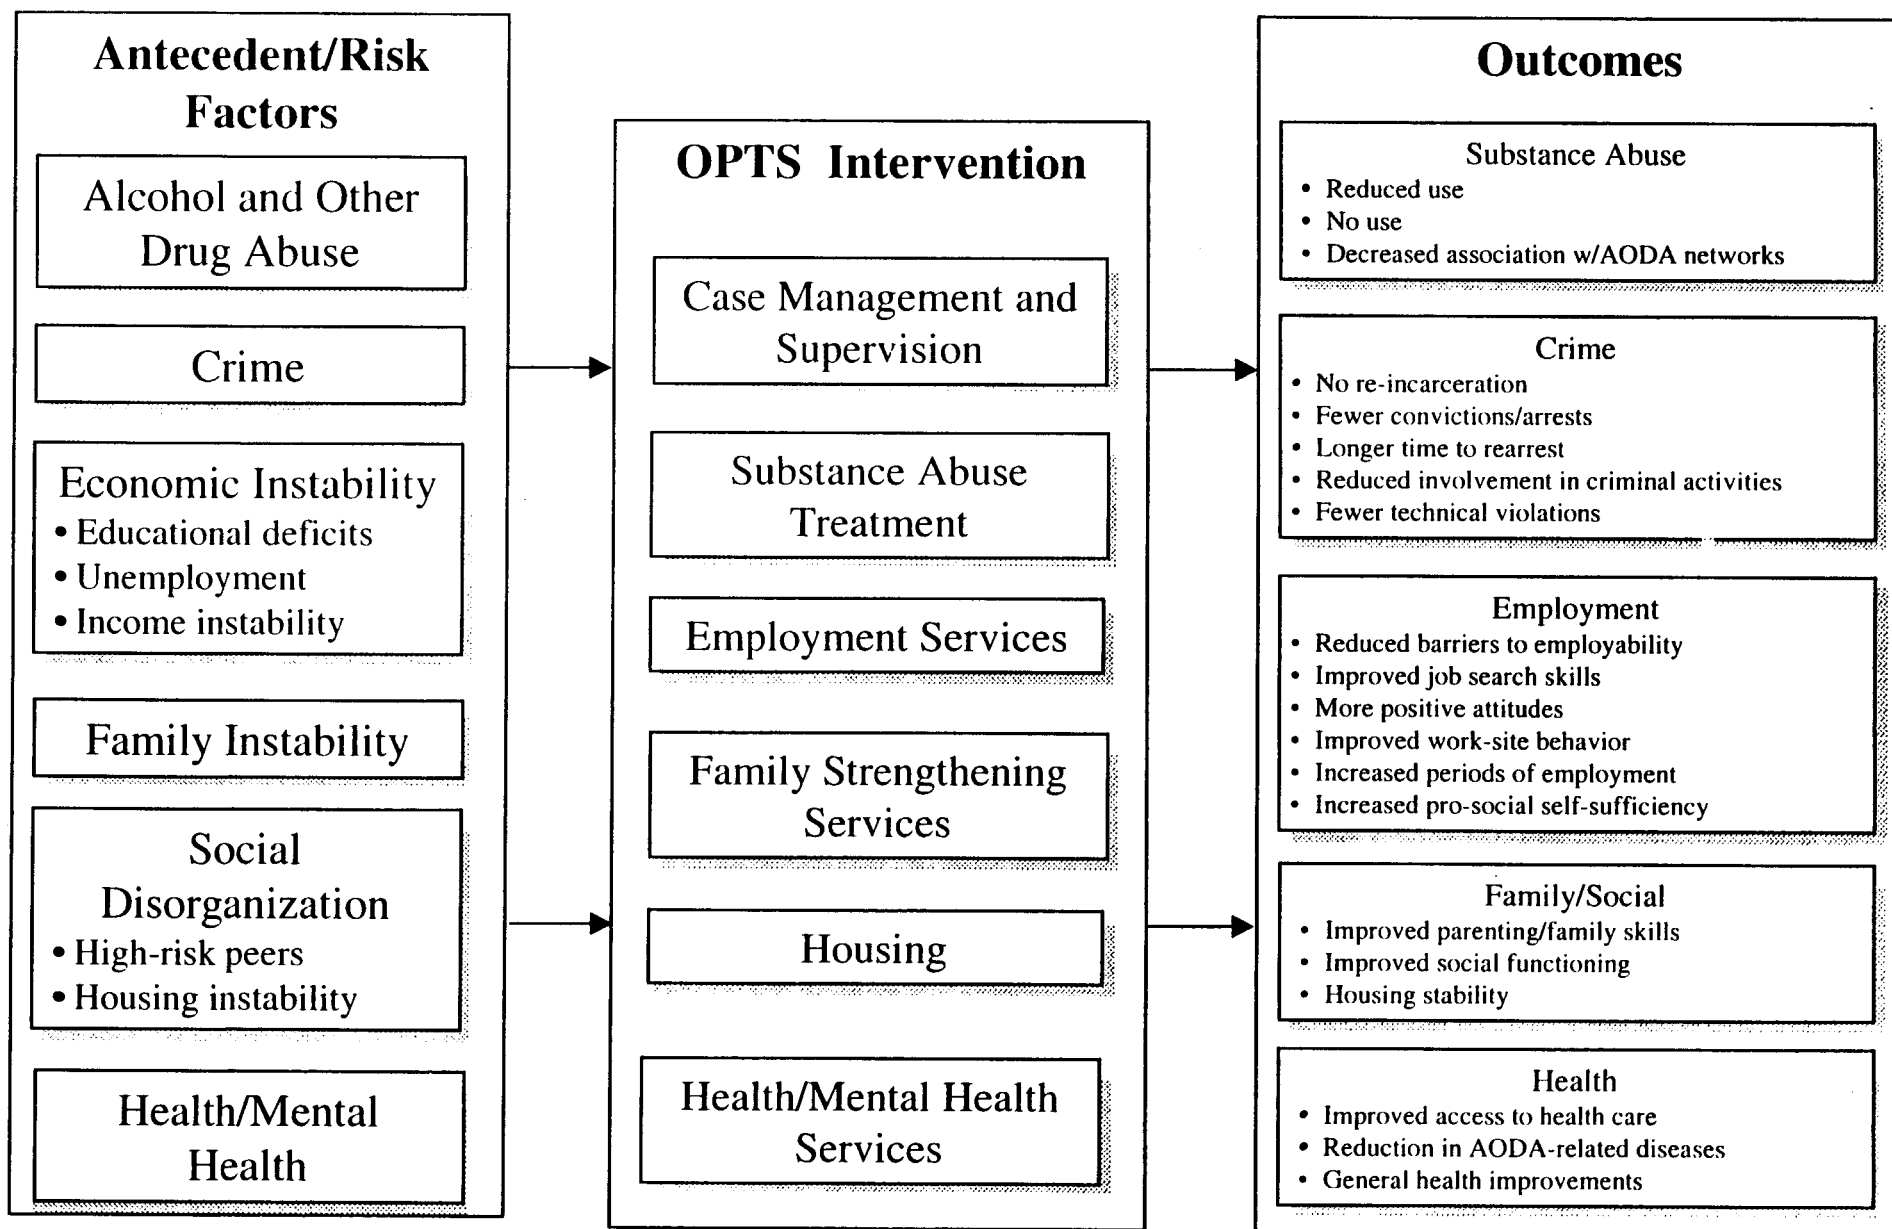 Antecedent/Risk
Factors
Alcohol and Other
Drug Abuse
Crime
Economic Instability
• Educational deficits
• Unemployment
• Income instability
Family Instability
Social
Disorganization
• High-risk peers
• Housing instability
Health/Mental
Health
OPTS Intervention
Case Management and
Supervision
Substance Abuse
Treatment
Employment Services
Family Strengthening
Services
Housing
Health/Mental Health
Services
Outcomes
Substance Abuse
• Reduced use
• No use
• Decreased association w/AODA networks
Crime
• No re-incarceration
• Fewer convictions/arrests
• Longer time to rearrest
• Reduced involvement in criminal activities
• Fewer technical violations
Employment
• Reduced barriers to employability
• Improved job search skills
• More positive attitudes
• Improved work-site behavior
• Increased periods of employment
• Increased pro-social self-sufficiency
Family/Social
• Improved parenting/family skills
• Improved social functioning
• Housing stability
Health
• Improved access to health care
• Reduction in AODA-related diseases
• General health improvements